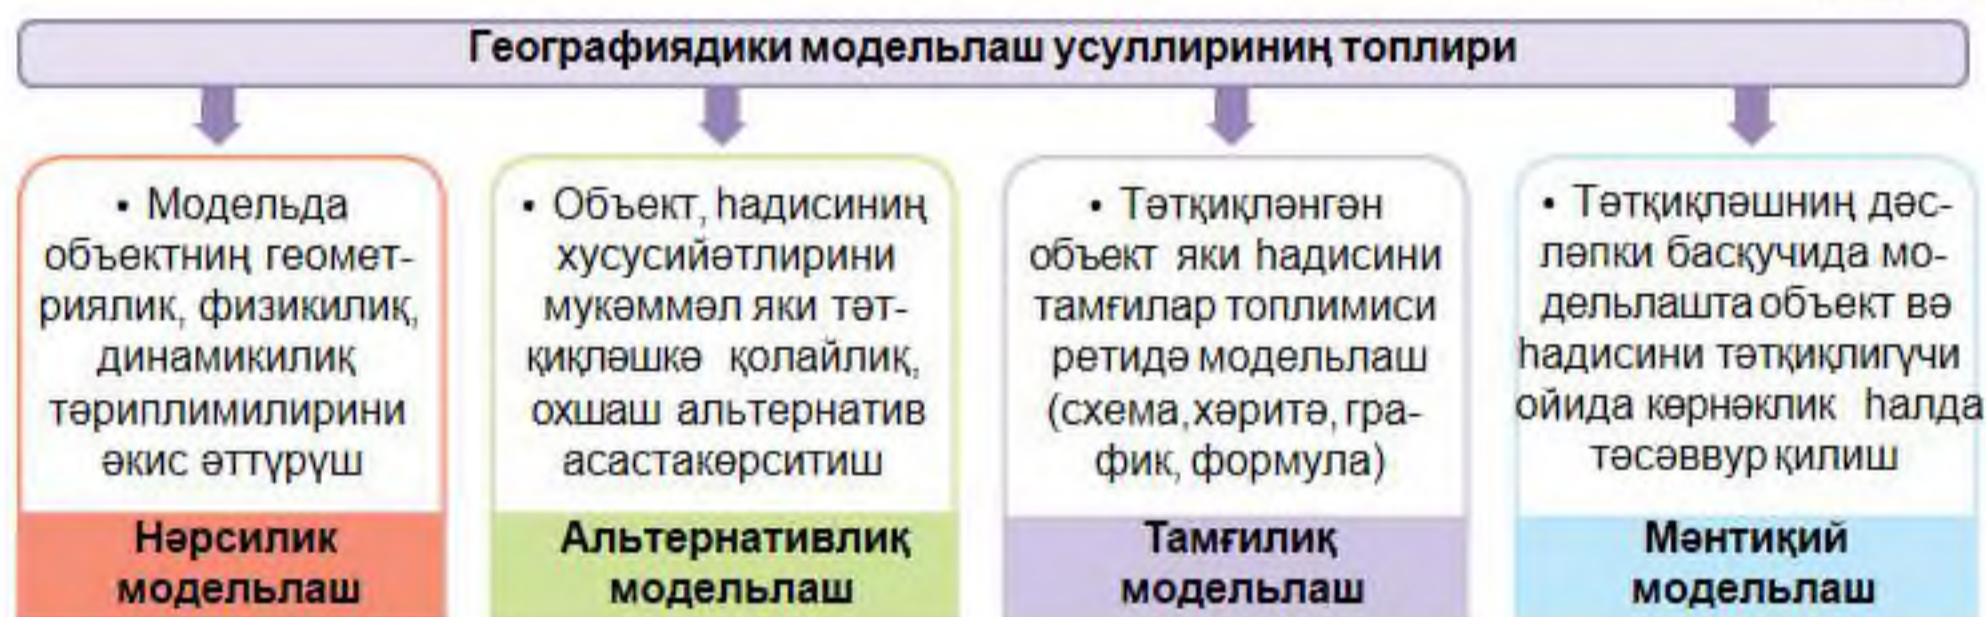 Географиядики модельлаш усуллириниң топлири
• Модельда
объектниң геомет-
риялик, физикилиқ,
динамикилиқ
тәриплимилирини
әкис әттүрүш
Нәрсилик
модельлаш
• Объект, һадисиниң
хусусийәтлирини
мукәммәл яки тәт-
қиқләшкә қолайлиқ,
охшаш альтернатив
асастакөрситиш
Альтернативлиқ
модельлаш
• Тәтқиқләнгән
объект яки һадисини
тамғилар топлимиси
ретидә модельлаш
(схема, хәритә, гра-
фик, формула)
Тамғилиқ
модельлаш
• Тәтқиқләшниң дәс-
ләпки басқучида мо-
дельлашта объект вә
һадисини тәтқиқлигүчи
ойида көрнәклик һалда
тәсәввур қилиш
Мәнтиқий
модельлаш